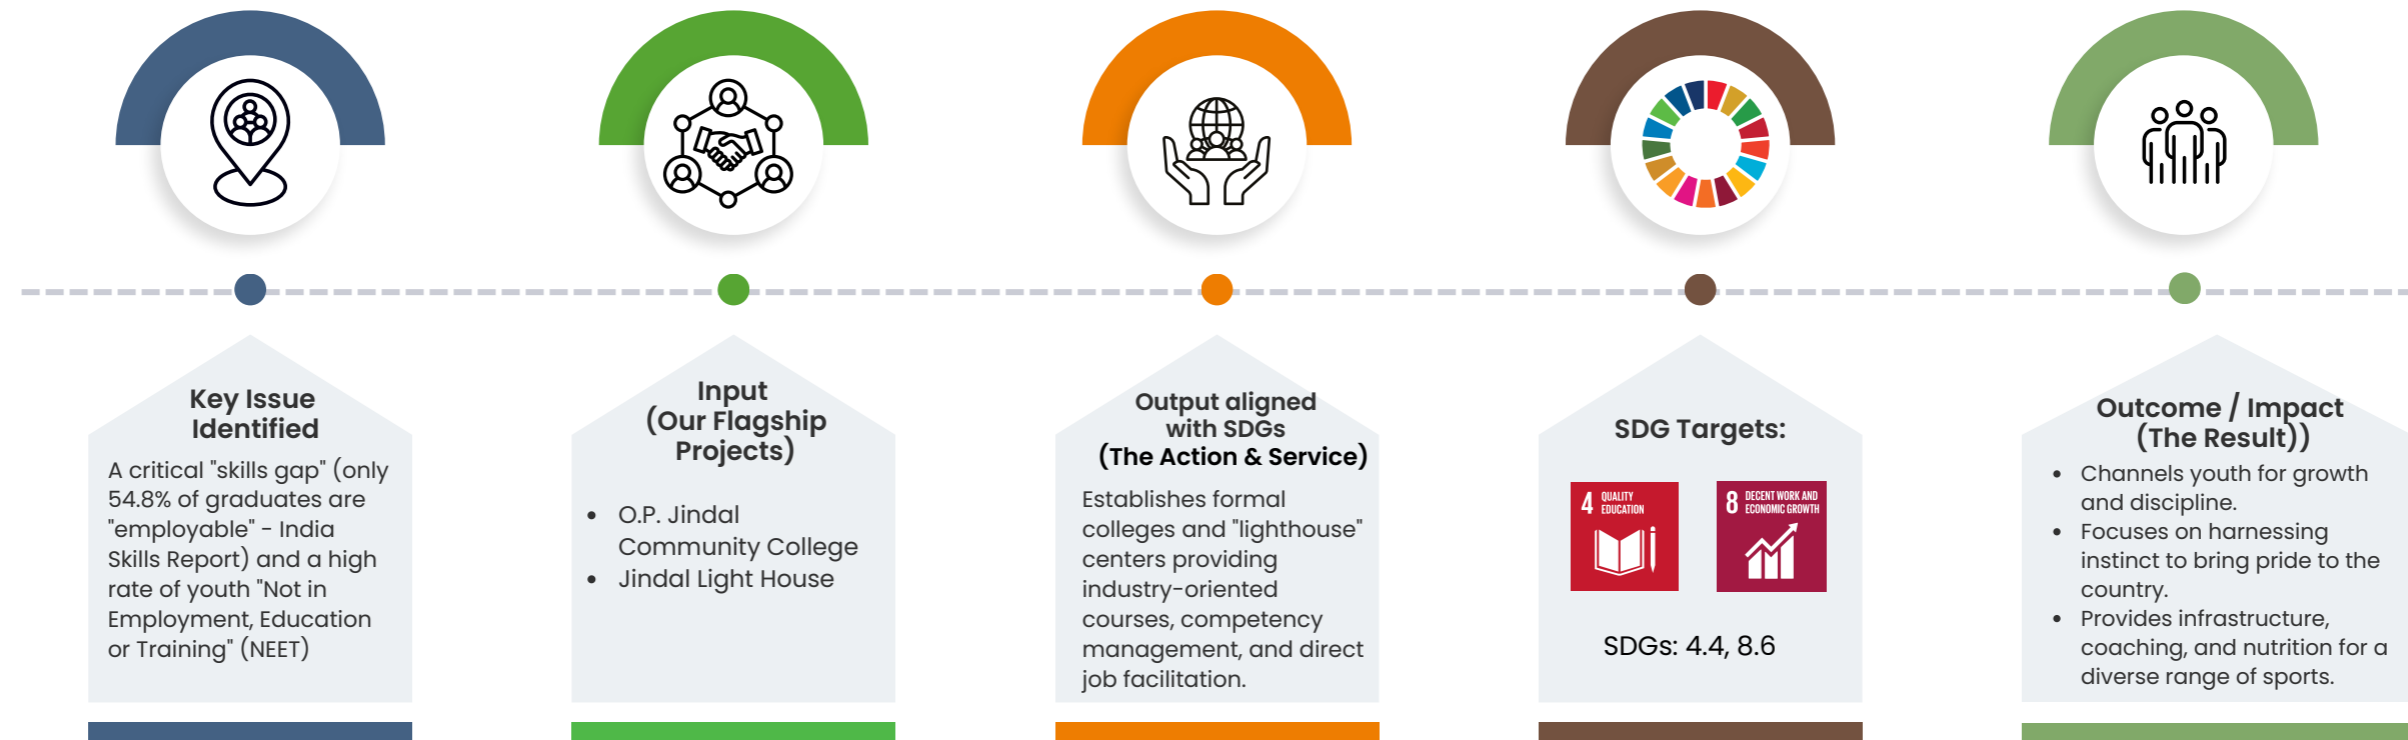 Key Issue
Identified
A critical "skills gap" (only
54.8% of graduates are
"employable" - India
Skills Report) and a high
rate of youth "Not in
Employment, Education
or Training" (NEET)
Input
(Our Flagship
Projects)
• O.P. Jindal
Community College
• Jindal Light House
Output aligned
with SDGs
(The Action & Service)
Establishes formal
colleges and "lighthouse"
centers providing
industry-oriented
courses, competency
management, and direct
job facilitation.
SDG Targets:
4 QUALITY
EDUCATION
8 DECENT WORK AND
ECONOMIC GROWTH
SDGs: 4.4, 8.6
Outcome / Impact
(The Result))
• Channels youth for growth
and discipline.
• Focuses on harnessing
instinct to bring pride to the
country.
• Provides infrastructure,
coaching, and nutrition for a
diverse range of sports.